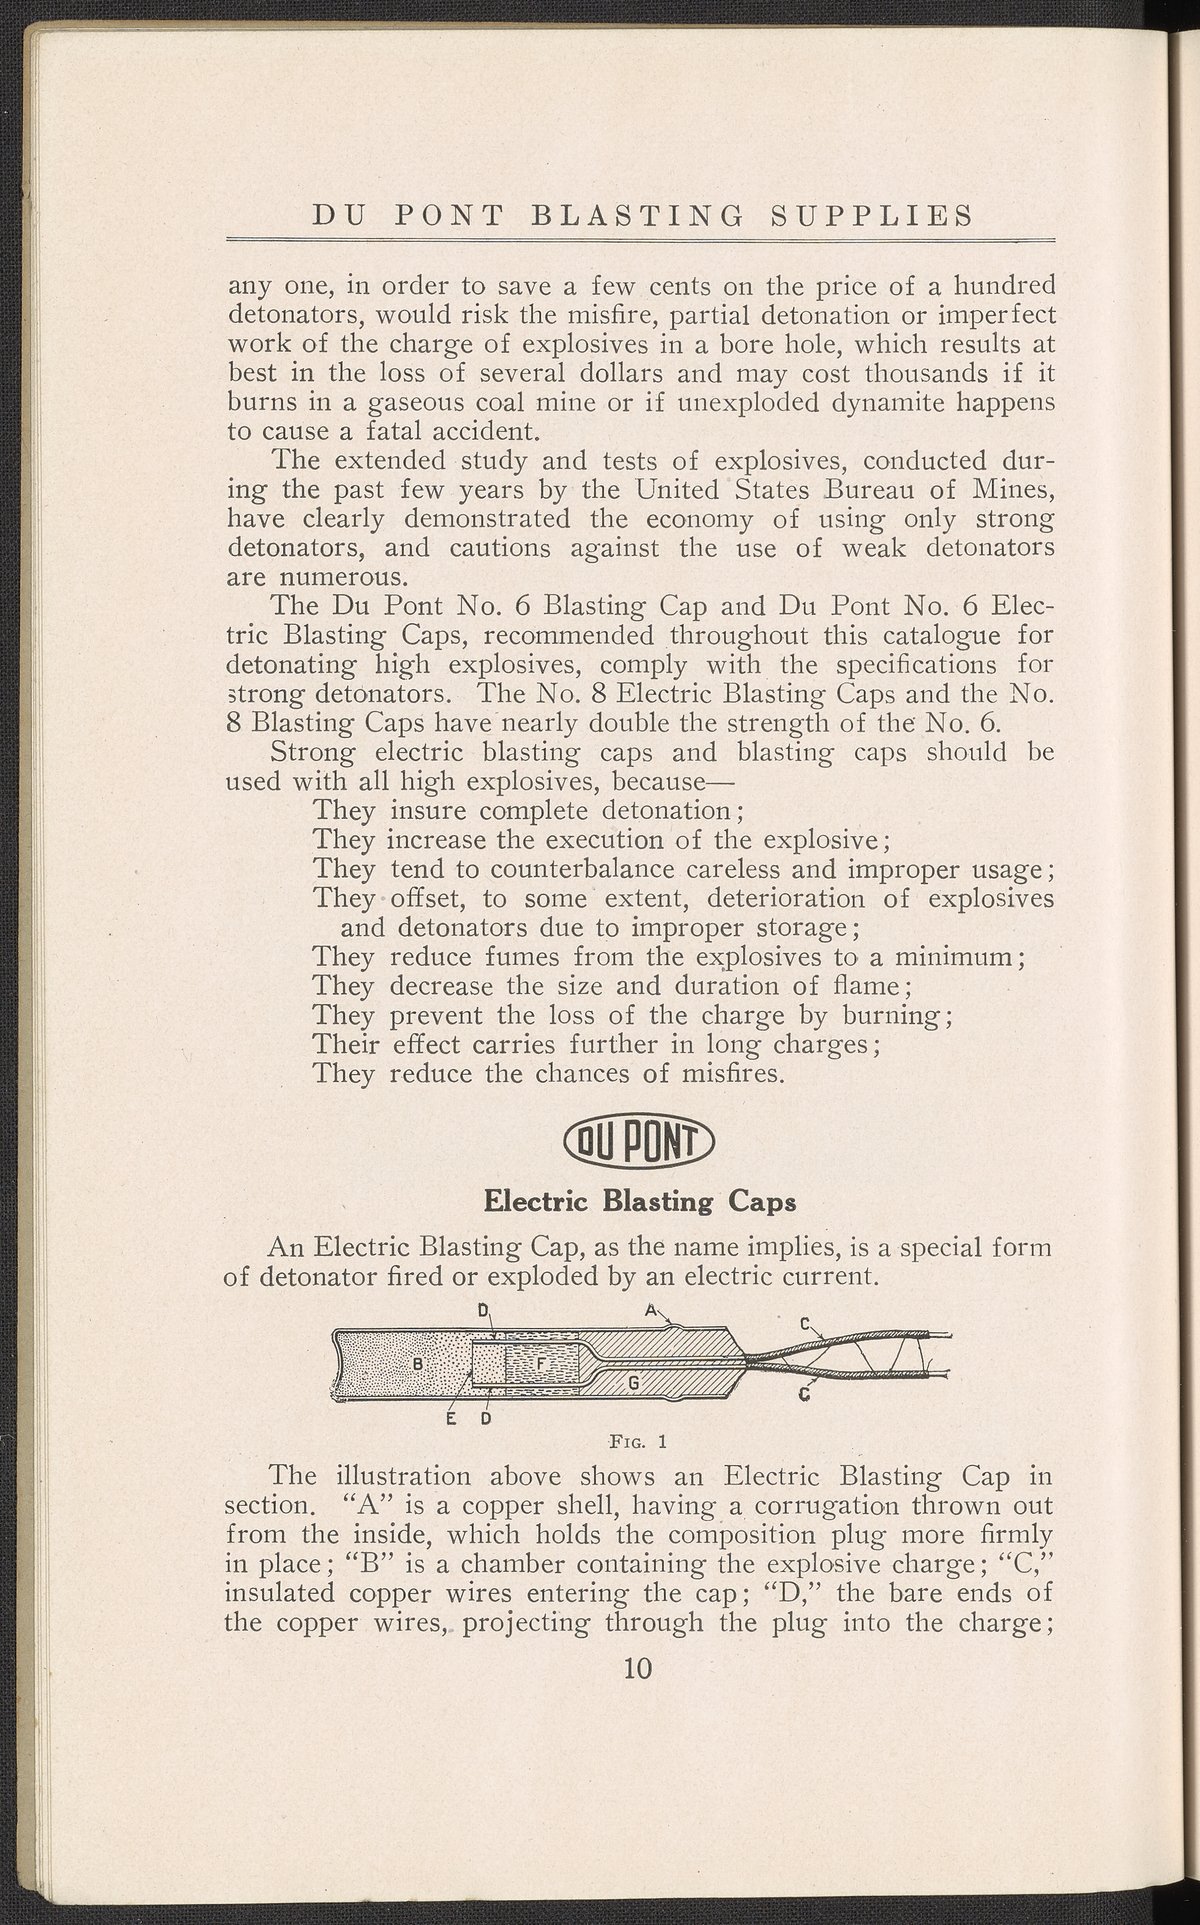 DU PONT BLASTING SUPPLIES
any one, in order to save a few cents on the price of a hundred
detonators, would risk the misfire, partial detonation or imperfect
work of the charge of explosives in a bore hole, which results at
best in the loss of several dollars and may cost thousands if it
burns in a gaseous coal mine or if unexploded dynamite happens
to cause a fatal accident.
The extended study and tests of explosives, conducted dur-
ing the past few years by the United States Bureau of Mines,
have clearly demonstrated the economy of using only strong
detonators, and cautions against the use of weak detonators
are numerous.
The Du Pont No. 6 Blasting Cap and Du Pont No. 6 Elec-
tric Blasting Caps, recommended throughout this catalogue for
detonating high explosives, comply with the specifications for
strong detonators. The No. 8 Electric Blasting Caps and the No.
8 Blasting Caps have nearly double the strength of the No. 6.
Strong electric blasting caps and blasting caps should be
used with all high explosives, because—
They insure complete detonation;
They increase the execution of the explosive;
They tend to counterbalance careless and improper usage;
They offset, to some extent, deterioration of explosives
and detonators due to improper storage;
They reduce fumes from the explosives to a minimum;
They decrease the size and duration of flame;
They prevent the loss of the charge by burning;
Their effect carries further in long charges;
They reduce the chances of misfires.
DU PONT
Electric Blasting Caps
An Electric Blasting Cap, as the name implies, is a special form
of detonator fired or exploded by an electric current.
D A C
B F G
E D C
FIG. 1
The illustration above shows an Electric Blasting Cap in
section. "A" is a copper shell, having a corrugation thrown out
from the inside, which holds the composition plug more firmly
in place; "B" is a chamber containing the explosive charge; "C,"
insulated copper wires entering the cap; "D," the bare ends of
the copper wires, projecting through the plug into the charge;
10